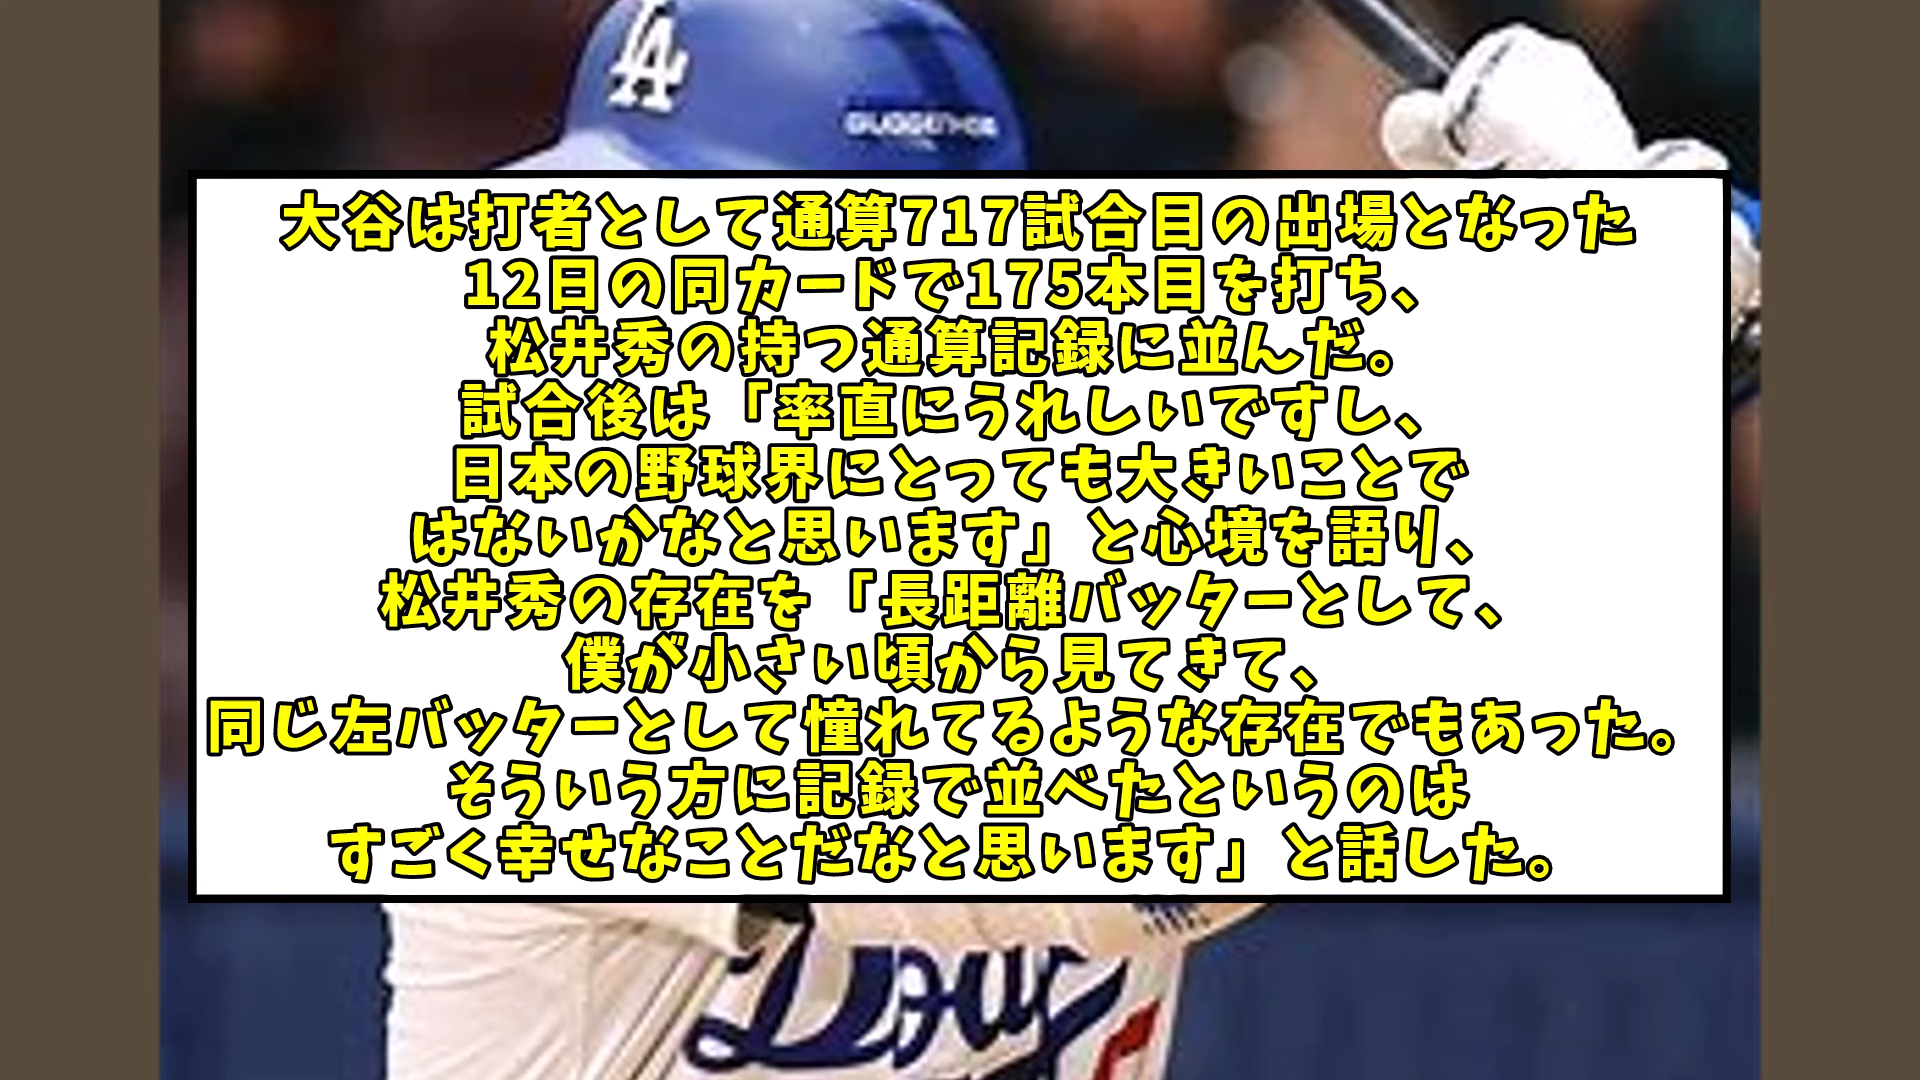 LA
大谷は打者として通算717試合目の出場となった
12日の同カードで175本目を打ち、
松井秀の持つ通算記録に並んだ。
試合後は「率直にうれしいですし、
日本の野球界にとっても大きいことで
はないかなと思います」と心境を語り、
松井秀の存在を「長距離バッターとして、
僕が小さい頃から見てきて、
同じ左バッターとして憧れてるような存在でもあった。
そういう方に記録で並べたというのは
すごく幸せなことだなと思います」と話した。